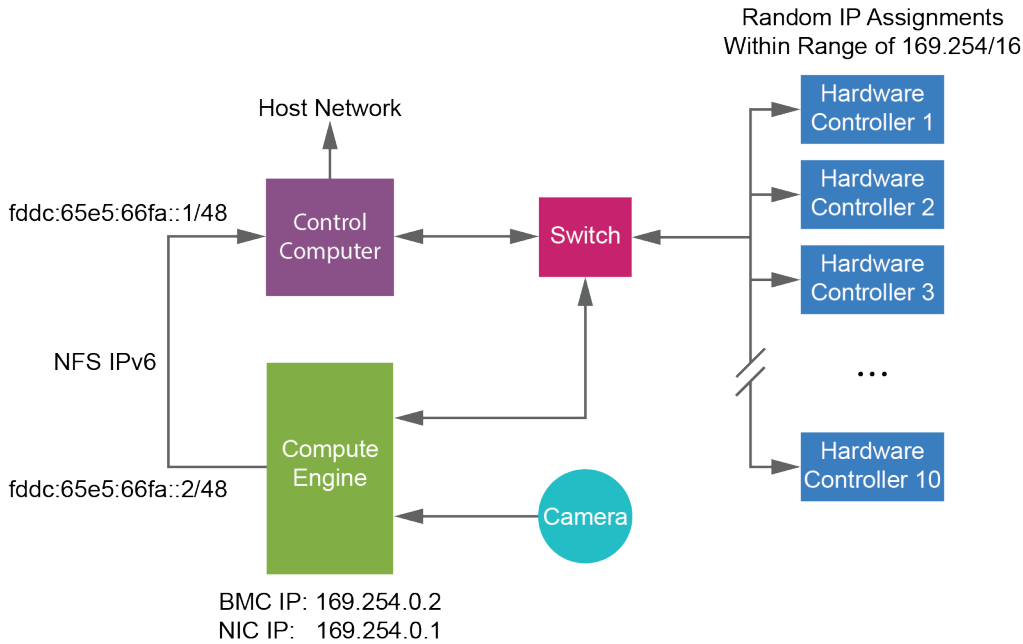 Random IP Assignments
Within Range of 169.254/16
Hardware
Controller 1
Host Network
Hardware
Controller 2
fddc:65e5:66fa::1/48
Control
Computer
Switch
Hardware
Controller 3
NFS IPv6
...
Compute
Engine
Hardware
Controller 10
fddc:65e5:66fa::2/48
Camera
BMC IP: 169.254.0.2
NIC IP: 169.254.0.1